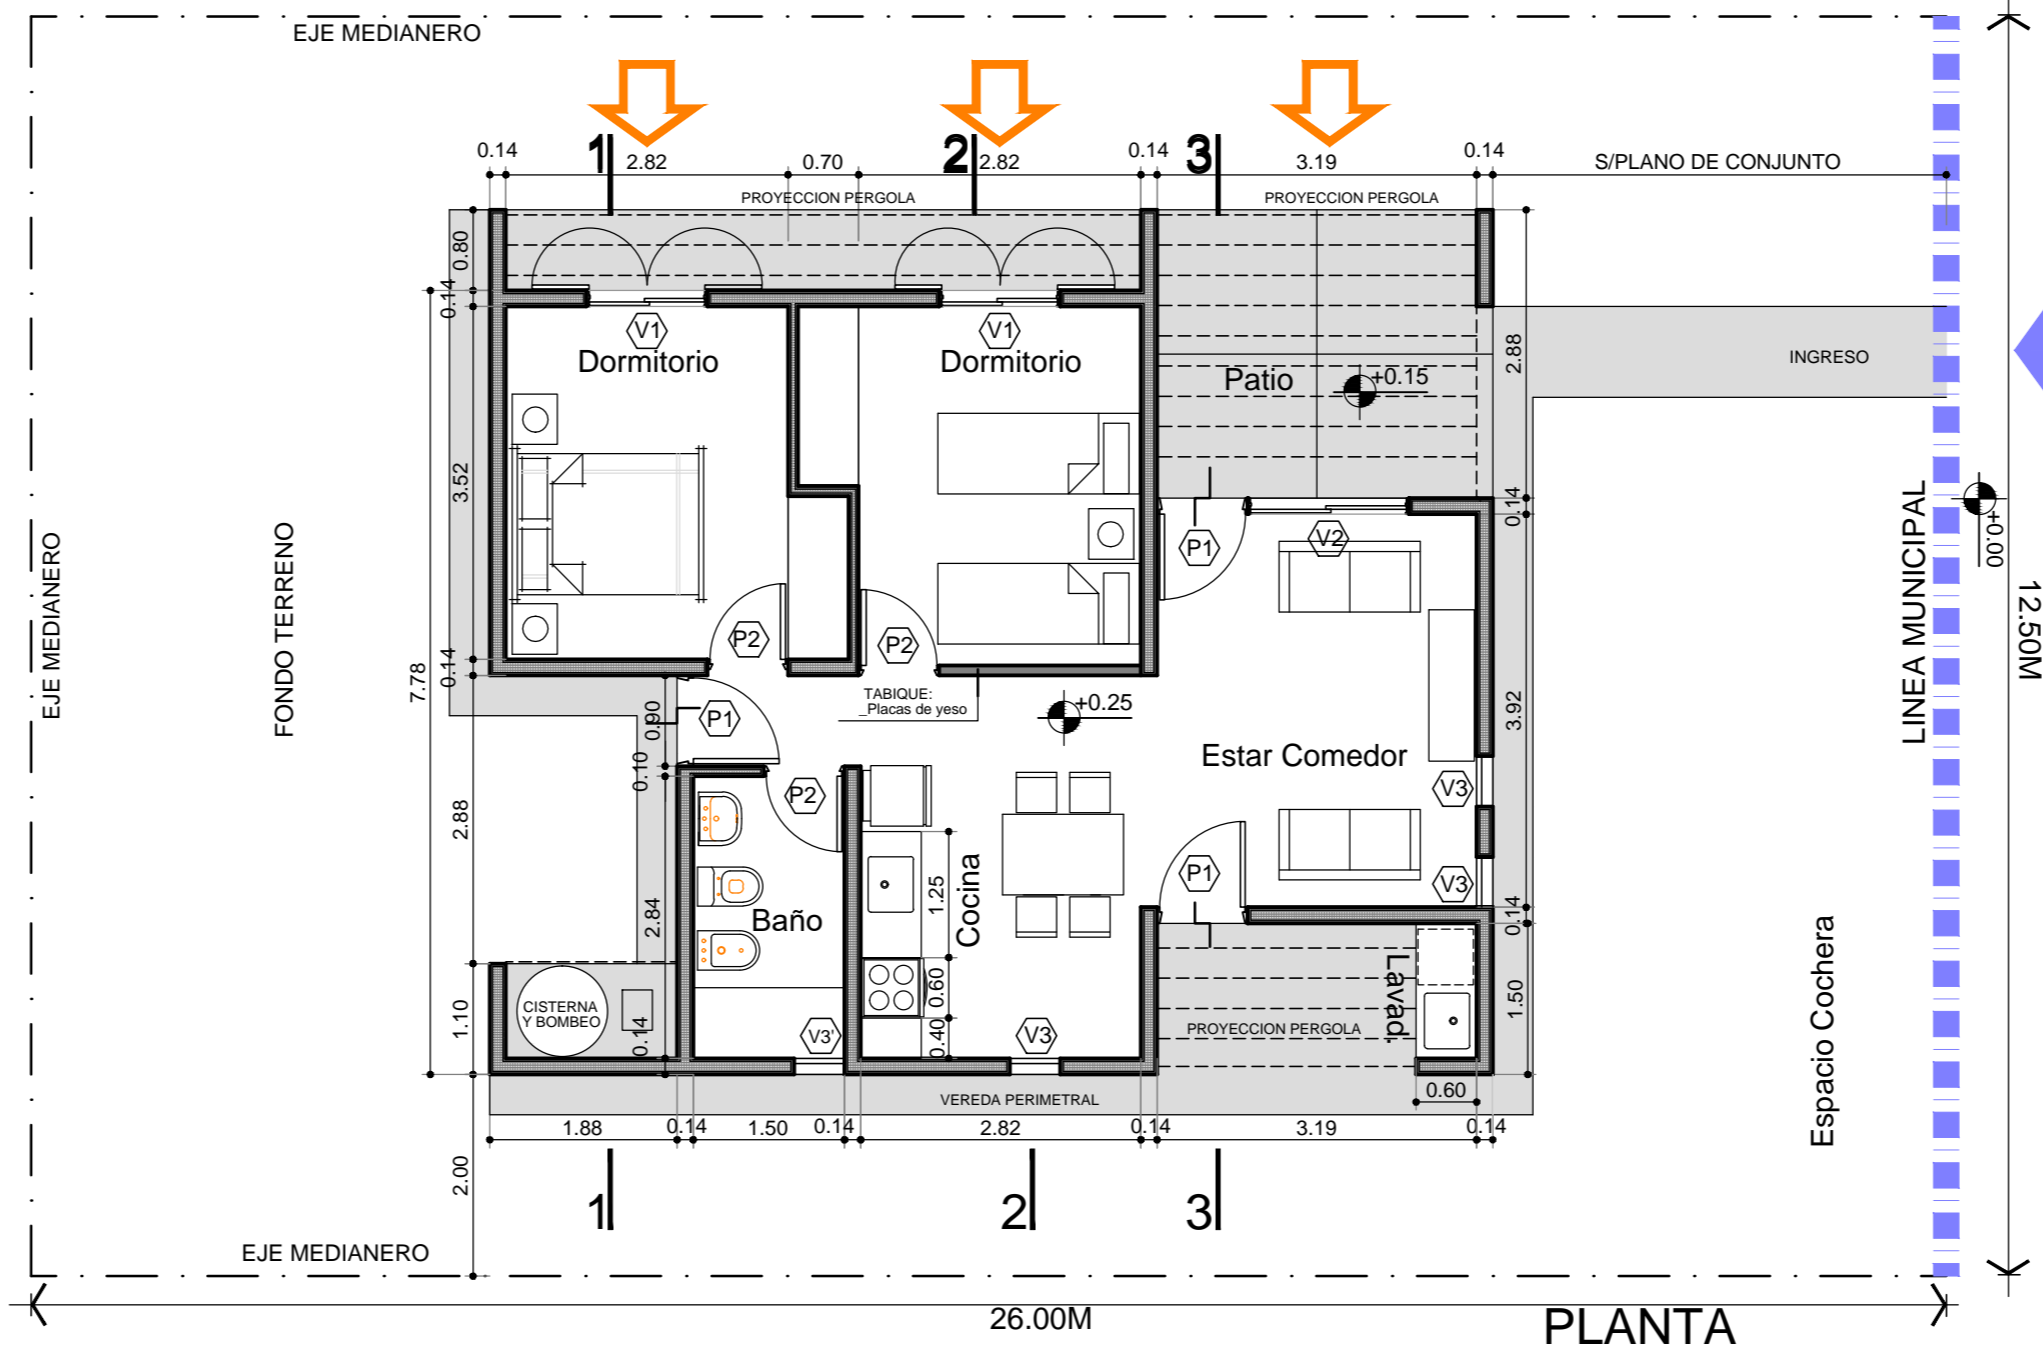 EJE MEDIANERO
1
2
3
0.14
2.82
0.70
2.82
0.14
3.19
0.14
S/PLANO DE CONJUNTO
PROYECCION PERGOLA
PROYECCION PERGOLA
0.80
0.14
V1
V1
Dormitorio
Dormitorio
Patio
+0.15
2.88
INGRESO
3.52
0.14
P1
V2
LINEA MUNICIPAL
+0.00
12.50M
EJE MEDIANERO
FONDO TERRENO
7.78
0.14
P2
P2
TABIQUE:
_Placas de yeso
+0.25
0.90
P1
3.92
Estar Comedor
0.10
P2
V3
2.88
2.84
Baño
1.25
Cocina
P1
V3
0.14
Espacio Cochera
CISTERNA
Y BOMBEO
1.10
0.14
0.60
0.40
V3'
V3
PROYECCION PERGOLA
Lavad.
1.50
0.60
VEREDA PERIMETRAL
1.88
0.14
1.50
0.14
2.82
0.14
3.19
0.14
2.00
1
2
3
EJE MEDIANERO
26.00M
PLANTA